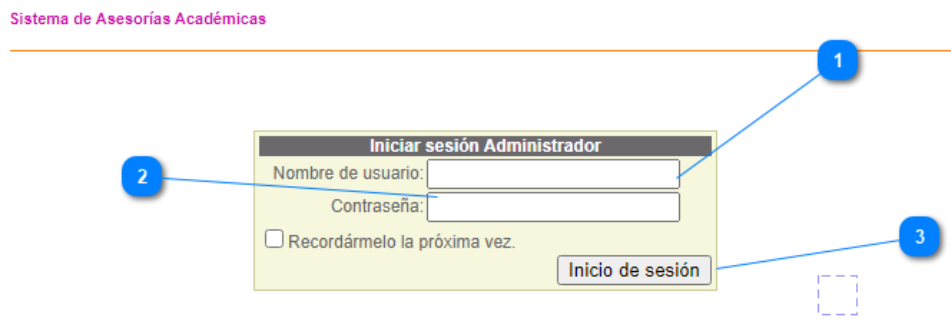 Sistema de Asesorías Académicas
1
Iniciar sesión Administrador
2
Nombre de usuario:
Contraseña:
Recordármelo la próxima vez.
3
Inicio de sesión